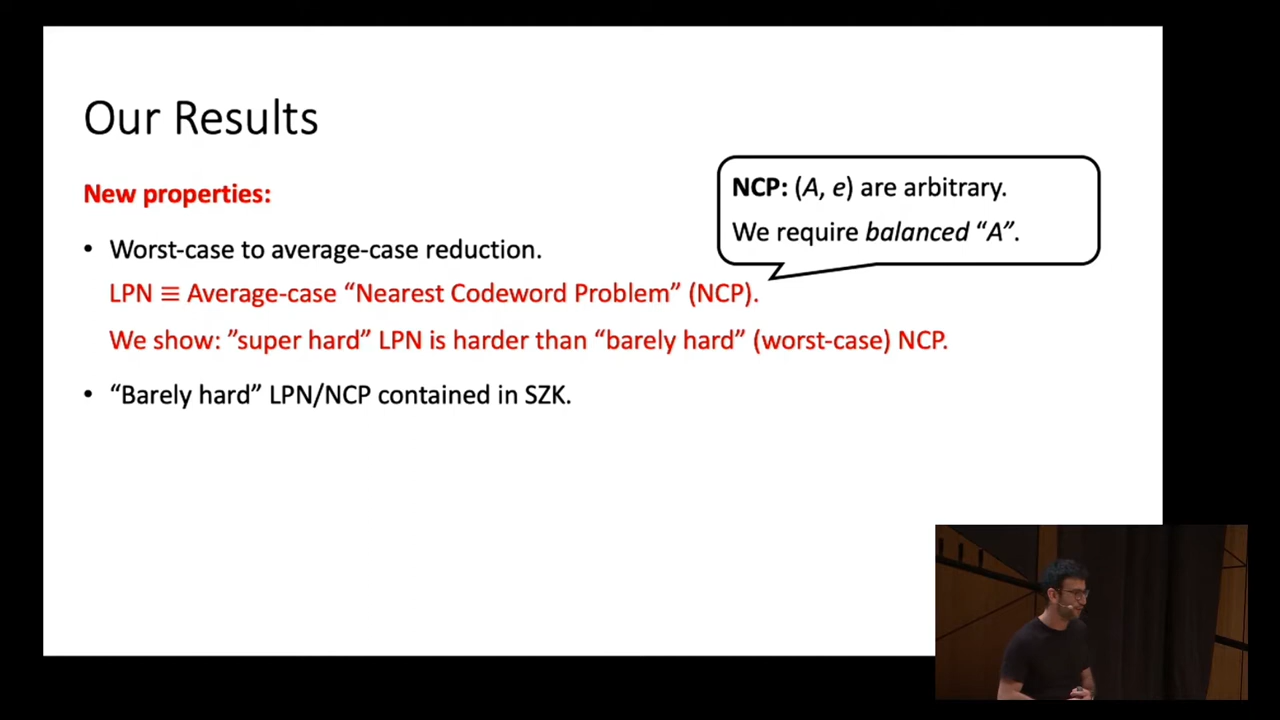 Our Results
New properties:
NCP: (A, e) are arbitrary.
We require balanced “A”.
• Worst-case to average-case reduction.
LPN ≡ Average-case “Nearest Codeword Problem” (NCP).
We show: ”super hard” LPN is harder than “barely hard” (worst-case) NCP.
• “Barely hard” LPN/NCP contained in SZK.